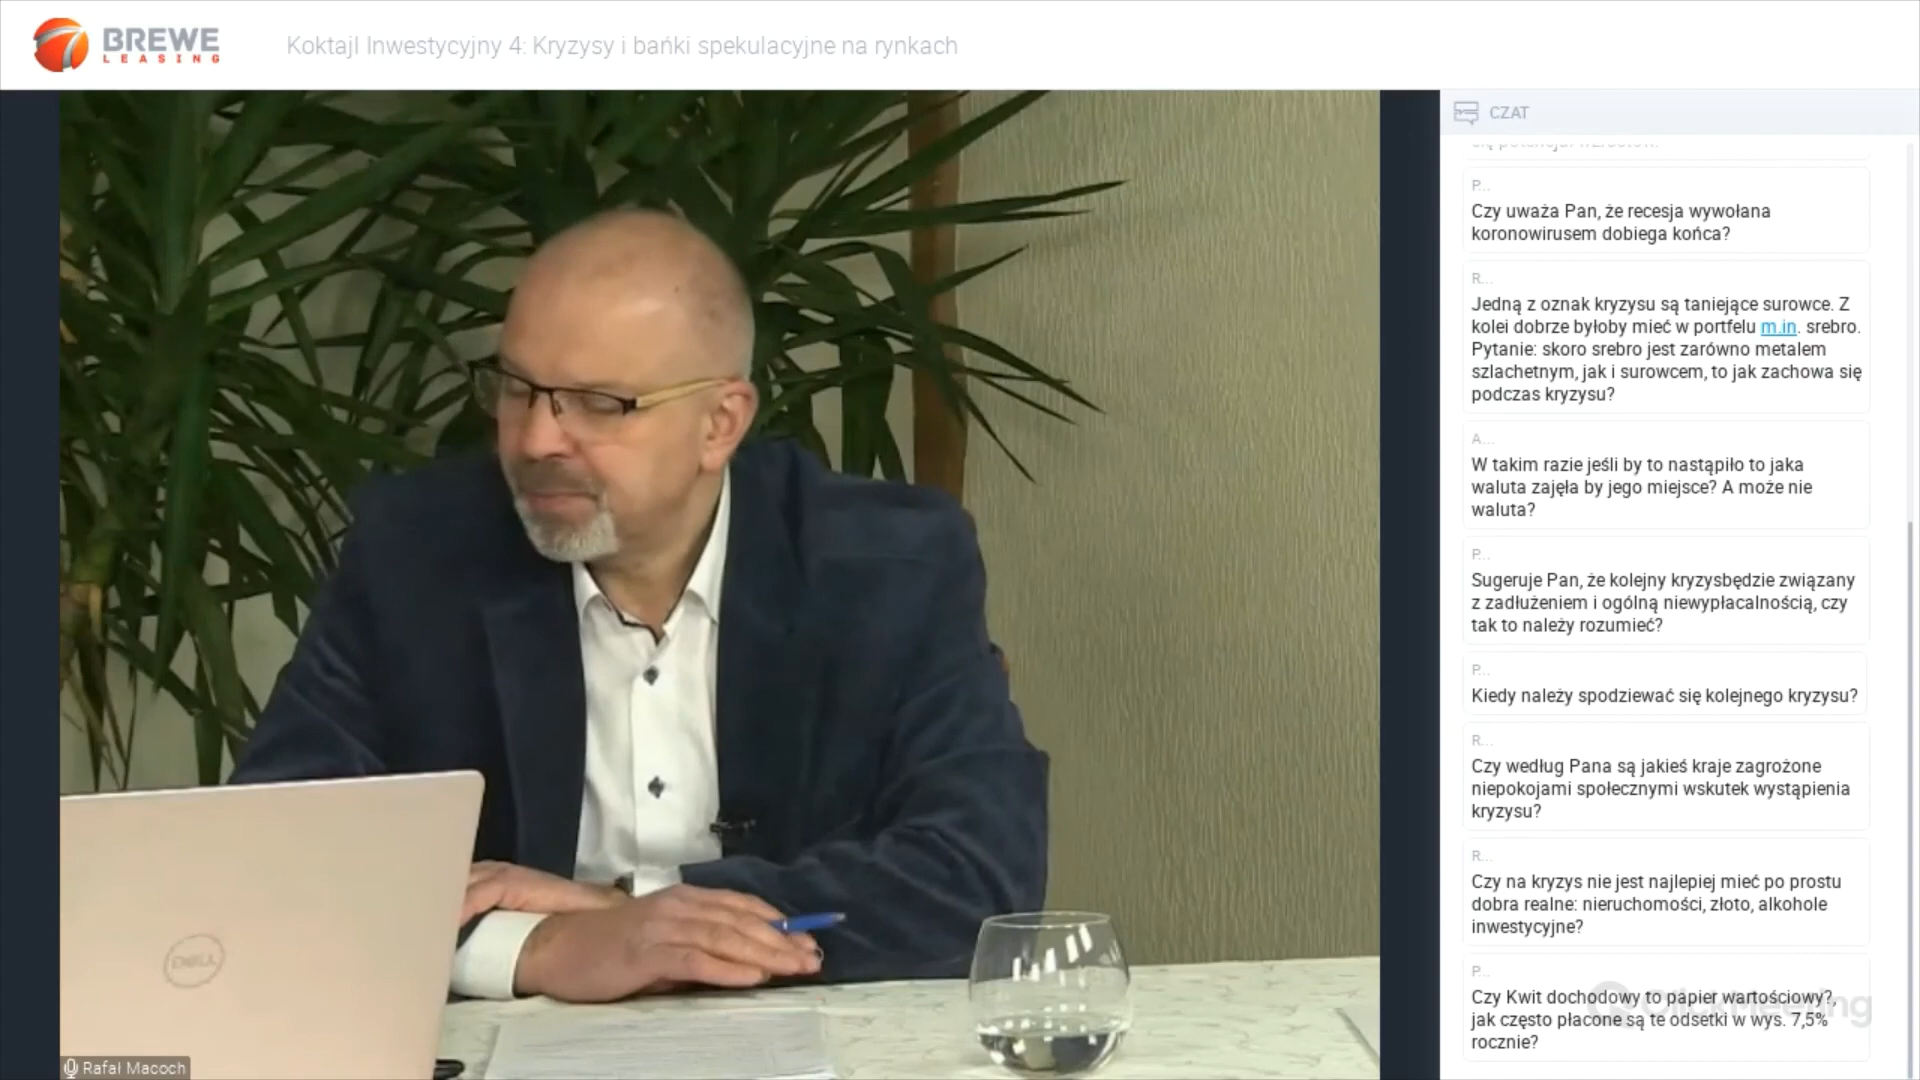 BREWE
LEASING
Koktajl Inwestycyjny 4: Kryzysy i bańki spekulacyjne na rynkach
CZAT
P...
Czy uważa Pan, że recesja wywołana
koronowirusem dobiega końca?
R...
Jedną z oznak kryzysu są taniejące surowce. Z
kolei dobrze byłoby mieć w portfelu m.in. srebro.
Pytanie: skoro srebro jest zarówno metalem
szlachetnym, jak i surowcem, to jak zachowa się
podczas kryzysu?
A...
W takim razie jeśli by to nastąpiło to jaka
waluta zajęła by jego miejsce? A może nie
waluta?
P...
Sugeruje Pan, że kolejny kryzysbędzie związany
z zadłużeniem i ogólną niewypłacalnością, czy
tak to należy rozumieć?
P...
Kiedy należy spodziewać się kolejnego kryzysu?
R...
Czy według Pana są jakieś kraje zagrożone
niepokojami społecznymi wskutek wystąpienia
kryzysu?
R...
Czy na kryzys nie jest najlepiej mieć po prostu
dobra realne: nieruchomości, złoto, alkohole
inwestycyjne?
P...
Czy Kwit dochodowy to papier wartościowy?,
jak często płacone są te odsetki w wys. 7,5%
rocznie?
ClickMeeting
DELL
Rafał Macoch